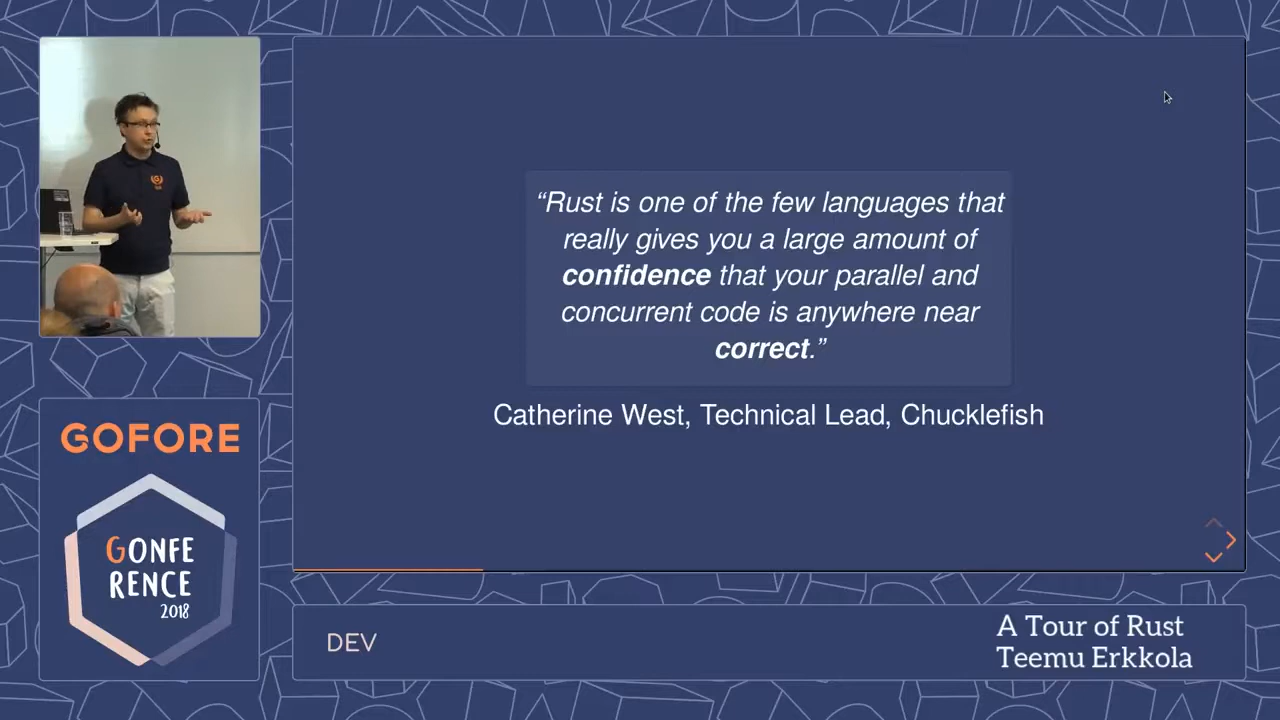 “Rust is one of the few languages that
really gives you a large amount of
confidence that your parallel and
concurrent code is anywhere near
correct.”
Catherine West, Technical Lead, Chucklefish
GOFORE
GONFE
RENCE
2018
DEV
A Tour of Rust
Teemu Erkkola